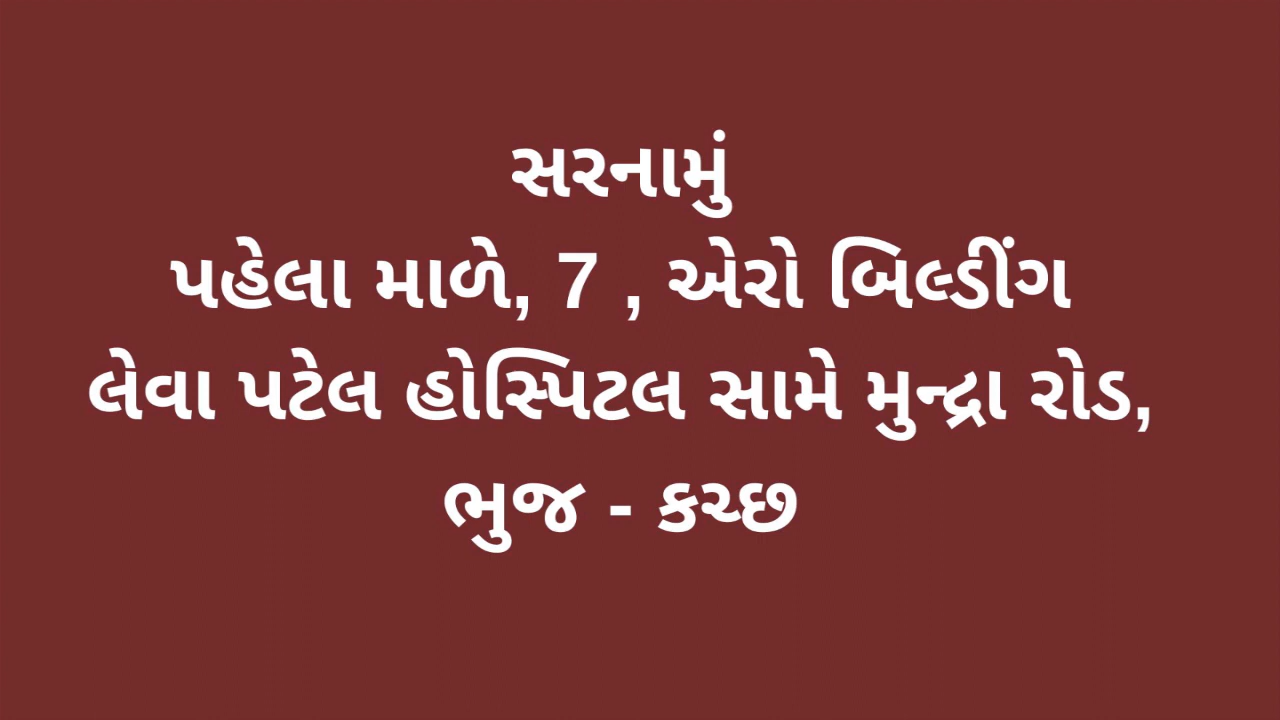 સરનામું
પહેલા માળે, 7 , એરો બિલ્ડીંગ
લેવા પટેલ હોસ્પિટલ સામે મુન્દ્રા રોડ,
ભુજ - કચ્છ